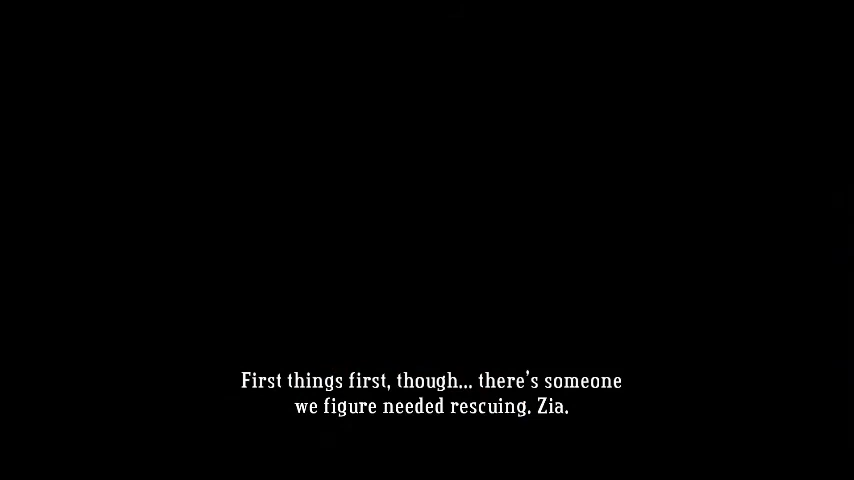 First things first, though... there's someone
we figure needed rescuing. Zia.